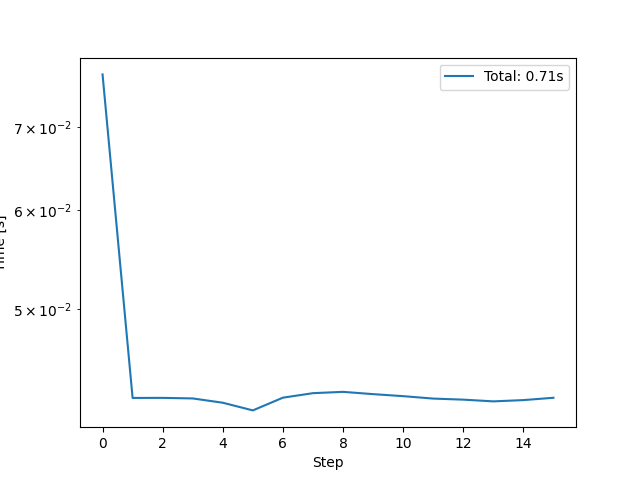 Total: 0.71s
7 × 10⁻²
6 × 10⁻²
5 × 10⁻²
Time [s]
0 2 4 6 8 10 12 14
Step